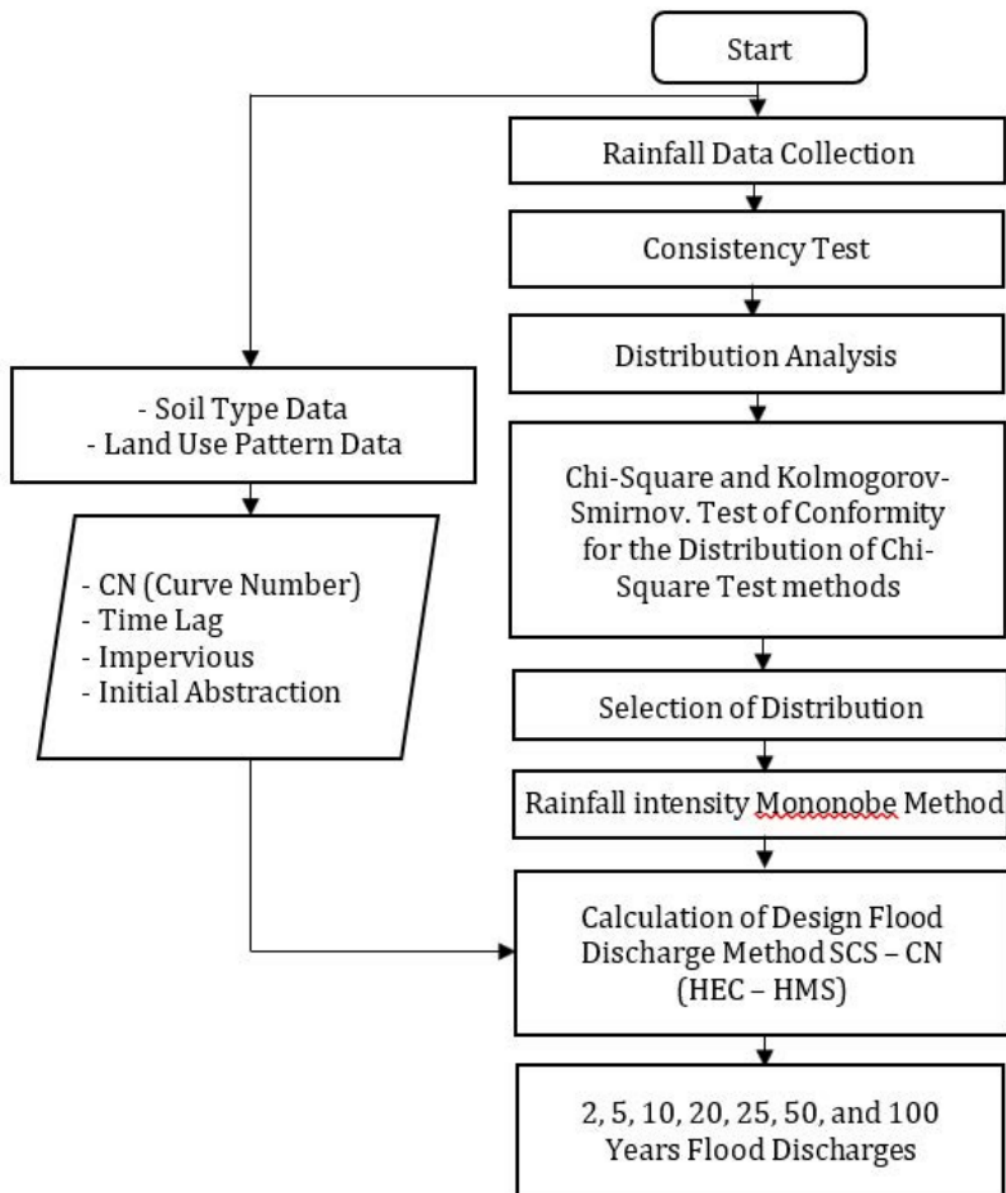 Start
Rainfall Data Collection
Consistency Test
Distribution Analysis
- Soil Type Data
- Land Use Pattern Data
Chi-Square and Kolmogorov-
Smirnov. Test of Conformity
for the Distribution of Chi-
Square Test methods
- CN (Curve Number)
- Time Lag
- Impervious
- Initial Abstraction
Selection of Distribution
Rainfall intensity Mononobe Method
Calculation of Design Flood
Discharge Method SCS – CN
(HEC – HMS)
2, 5, 10, 20, 25, 50, and 100
Years Flood Discharges